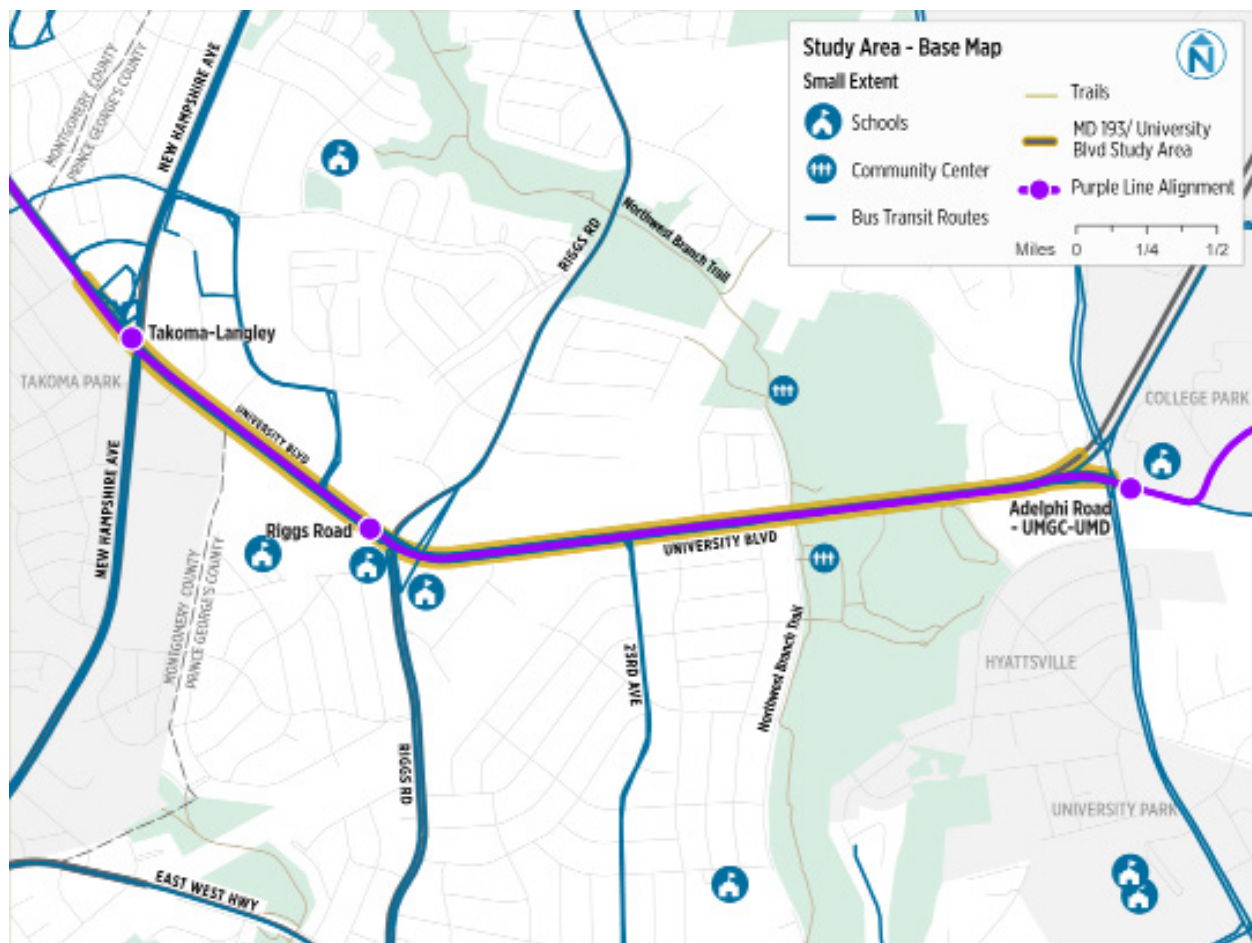 Study Area - Base Map
N
Small Extent
Schools
Community Center
Bus Transit Routes
Trails
MD 193/ University
Blvd Study Area
Purple Line Alignment
Miles 0 1/4 1/2
MONTGOMERY COUNTY
PRINCE GEORGE'S COUNTY
NEW HAMPSHIRE AVE
RIGGS RD
Northwest Branch Trail
Takoma-Langley
TAKOMA PARK
UNIVERSITY BLVD
COLLEGE PARK
NEW HAMPSHIRE AVE
Riggs Road
Adelphi Road
- UMGC-UMD
UNIVERSITY BLVD
MONTGOMERY COUNTY
PRINCE GEORGE'S COUNTY
23RD AVE
Northwest Branch Trail
HYATTSVILLE
RIGGS RD
UNIVERSITY PARK
EAST WEST HWY